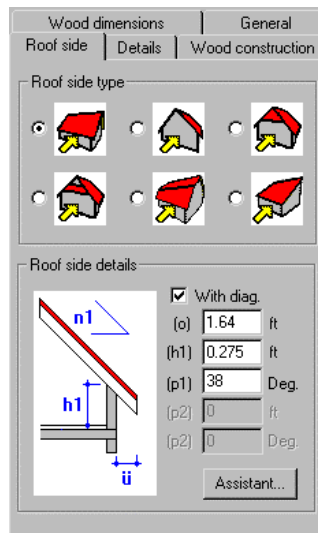 Wood dimensions General
Roof side Details Wood construction
Roof side type
Roof side details
With diag.
(o) 1.64 ft
(h1) 0.275 ft
(p1) 38 Deg.
(p2) 0 ft
(p2) 0 Deg.
Assistant...
n1
h1
ü